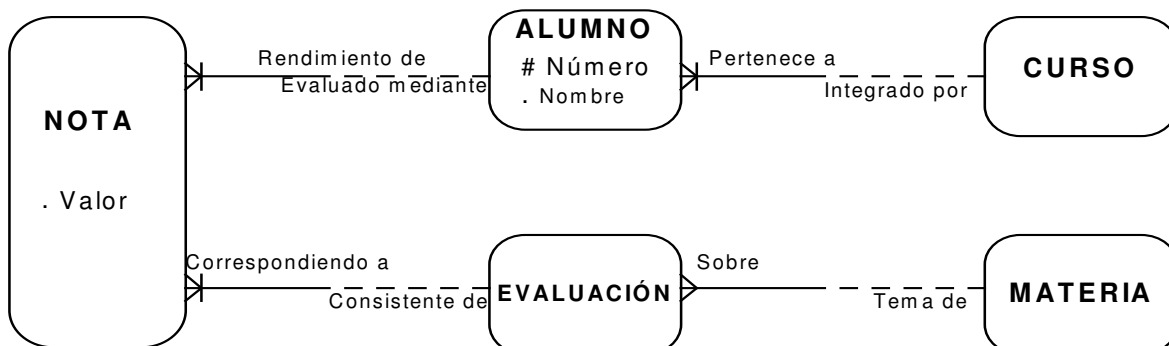 NOTA
. Valor
Rendimiento de
Evaluado mediante
ALUMNO
# Número
. Nombre
Pertenece a
Integrado por
CURSO
Correspondiendo a
Consistente de
EVALUACIÓN
Sobre
Tema de
MATERIA